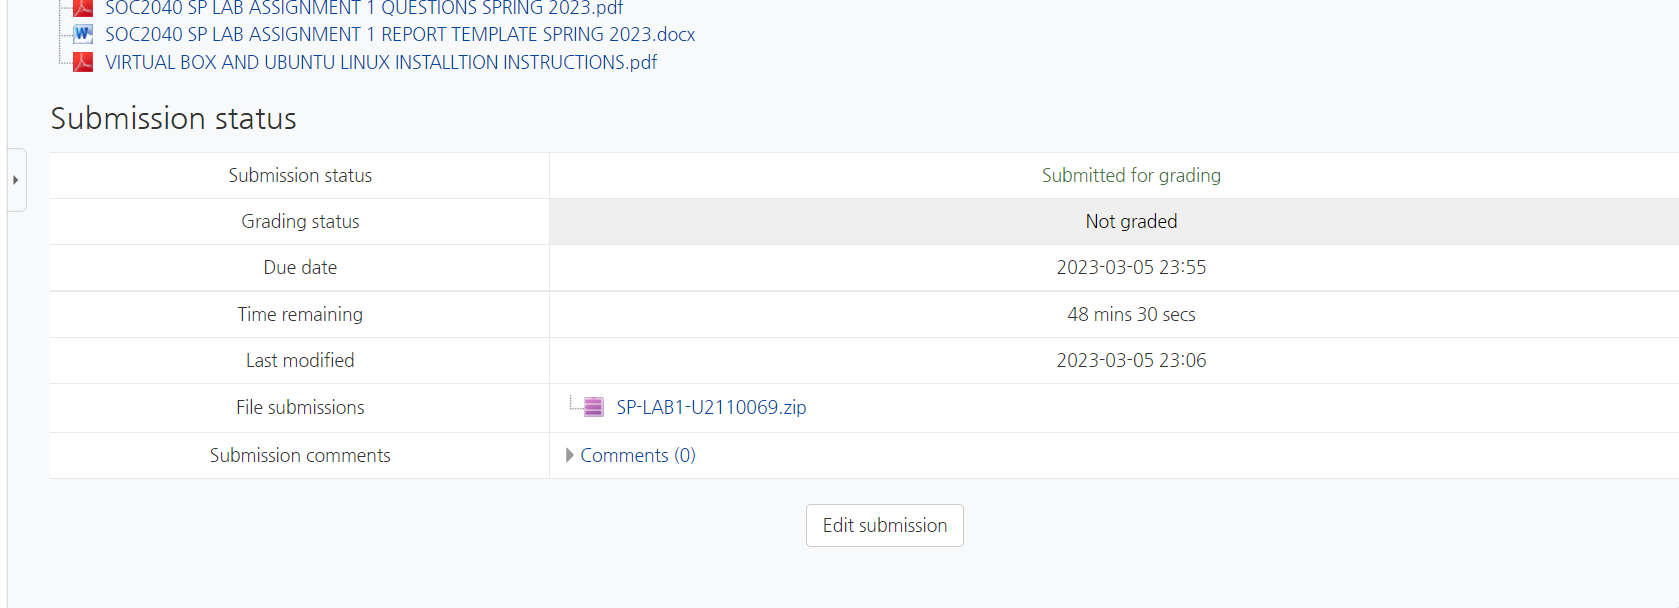 SOC2040 SP LAB ASSIGNMENT 1 QUESTIONS SPRING 2023.pdf
SOC2040 SP LAB ASSIGNMENT 1 REPORT TEMPLATE SPRING 2023.docx
VIRTUAL BOX AND UBUNTU LINUX INSTALLTION INSTRUCTIONS.pdf
Submission status
Submission status Submitted for grading
Grading status Not graded
Due date 2023-03-05 23:55
Time remaining 48 mins 30 secs
Last modified 2023-03-05 23:06
File submissions SP-LAB1-U2110069.zip
Submission comments Comments (0)
Edit submission